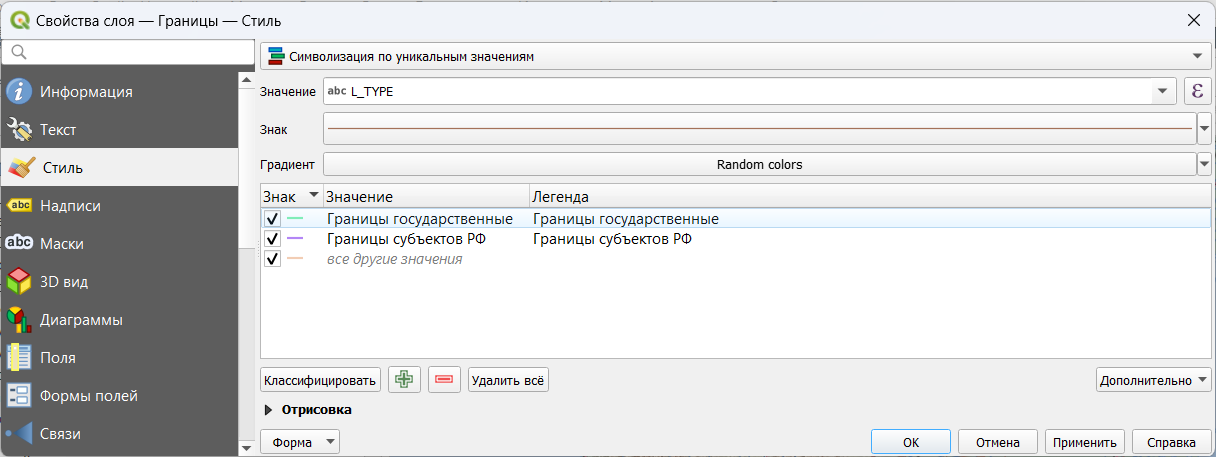 Свойства слоя — Границы — Стиль
Символизация по уникальным значениям
Значение abc L_TYPE ε
Знак
Градиент Random colors
Знак Значение Легенда
Границы государственные Границы государственные
Границы субъектов РФ Границы субъектов РФ
все другие значения
Классифицировать Удалить всё Дополнительно
Отрисовка
Форма OK Отмена Применить Справка
Информация
Текст
Стиль
abc Надписи
abc Маски
3D вид
Диаграммы
Поля
Формы полей
Связи